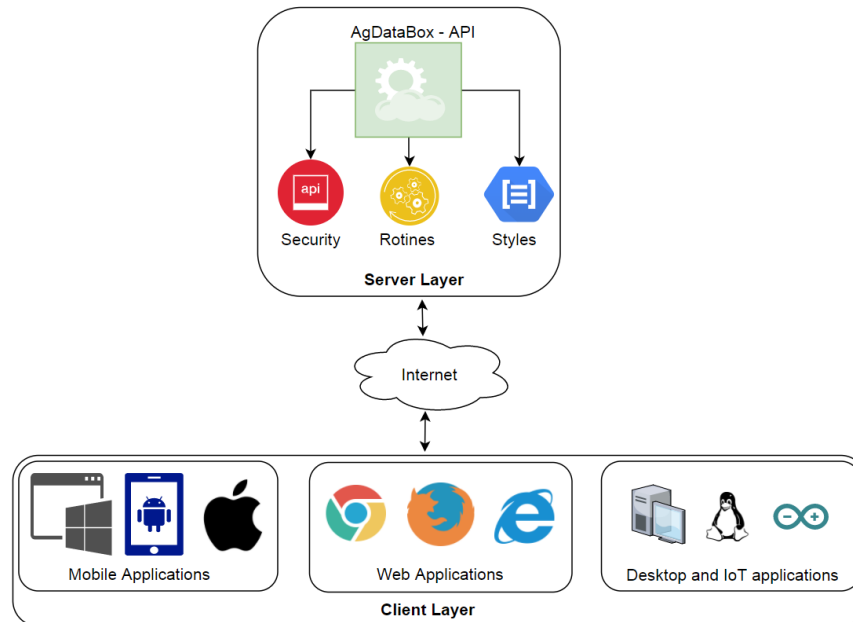 AgDataBox - API
api
Security
Rotines
Styles
Server Layer
Internet
Mobile Applications
Web Applications
Desktop and IoT applications
Client Layer